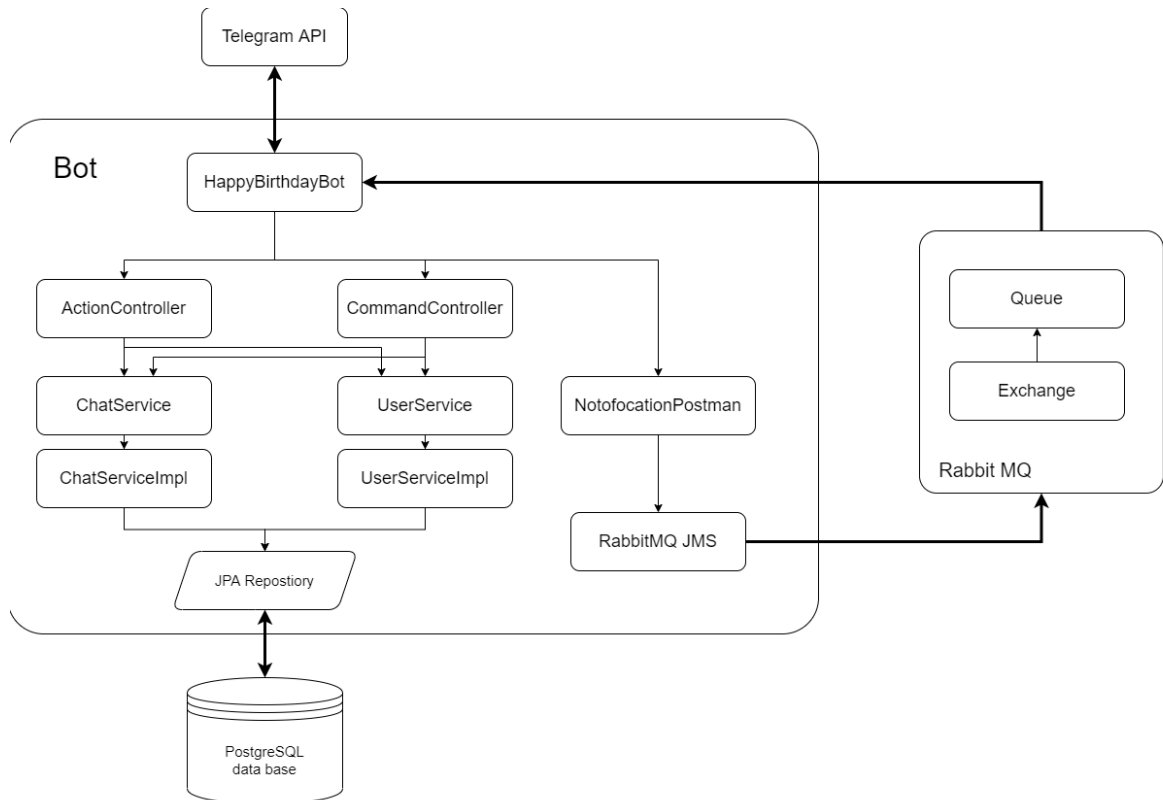 Telegram API
Bot
HappyBirthdayBot
ActionController
CommandController
Queue
ChatService
UserService
NotofocationPostman
Exchange
ChatServiceImpl
UserServiceImpl
Rabbit MQ
RabbitMQ JMS
JPA Repostiory
PostgreSQL
data base